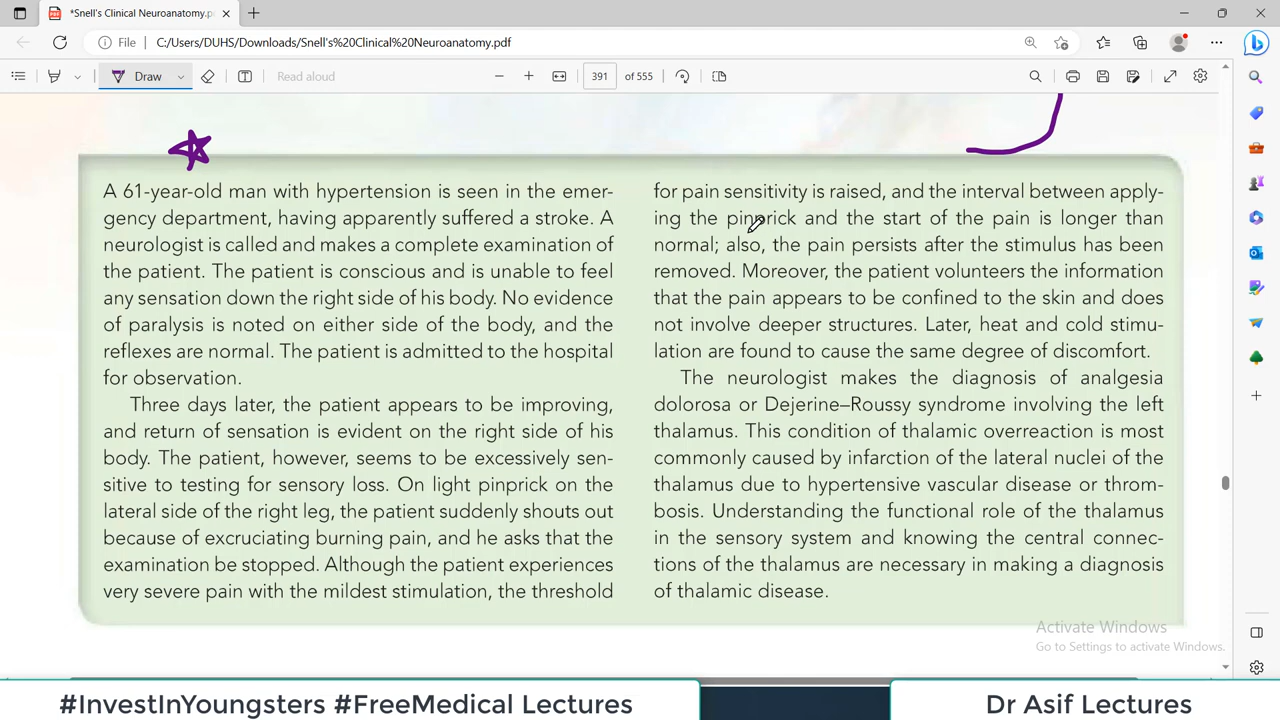 *Snell's Clinical Neuroanatomy.p
File
C:/Users/DUHS/Downloads/Snell's%20Clinical%20Neuroanatomy.pdf
Draw
Read aloud
391 of 555
A 61-year-old man with hypertension is seen in the emer-
gency department, having apparently suffered a stroke. A
neurologist is called and makes a complete examination of
the patient. The patient is conscious and is unable to feel
any sensation down the right side of his body. No evidence
of paralysis is noted on either side of the body, and the
reflexes are normal. The patient is admitted to the hospital
for observation.
Three days later, the patient appears to be improving,
and return of sensation is evident on the right side of his
body. The patient, however, seems to be excessively sen-
sitive to testing for sensory loss. On light pinprick on the
lateral side of the right leg, the patient suddenly shouts out
because of excruciating burning pain, and he asks that the
examination be stopped. Although the patient experiences
very severe pain with the mildest stimulation, the threshold
for pain sensitivity is raised, and the interval between apply-
ing the pinprick and the start of the pain is longer than
normal; also, the pain persists after the stimulus has been
removed. Moreover, the patient volunteers the information
that the pain appears to be confined to the skin and does
not involve deeper structures. Later, heat and cold stimu-
lation are found to cause the same degree of discomfort.
The neurologist makes the diagnosis of analgesia
dolorosa or Dejerine–Roussy syndrome involving the left
thalamus. This condition of thalamic overreaction is most
commonly caused by infarction of the lateral nuclei of the
thalamus due to hypertensive vascular disease or throm-
bosis. Understanding the functional role of the thalamus
in the sensory system and knowing the central connec-
tions of the thalamus are necessary in making a diagnosis
of thalamic disease.
Activate Windows
Go to Settings to activate Windows.
#InvestInYoungsters #FreeMedical Lectures
Dr Asif Lectures